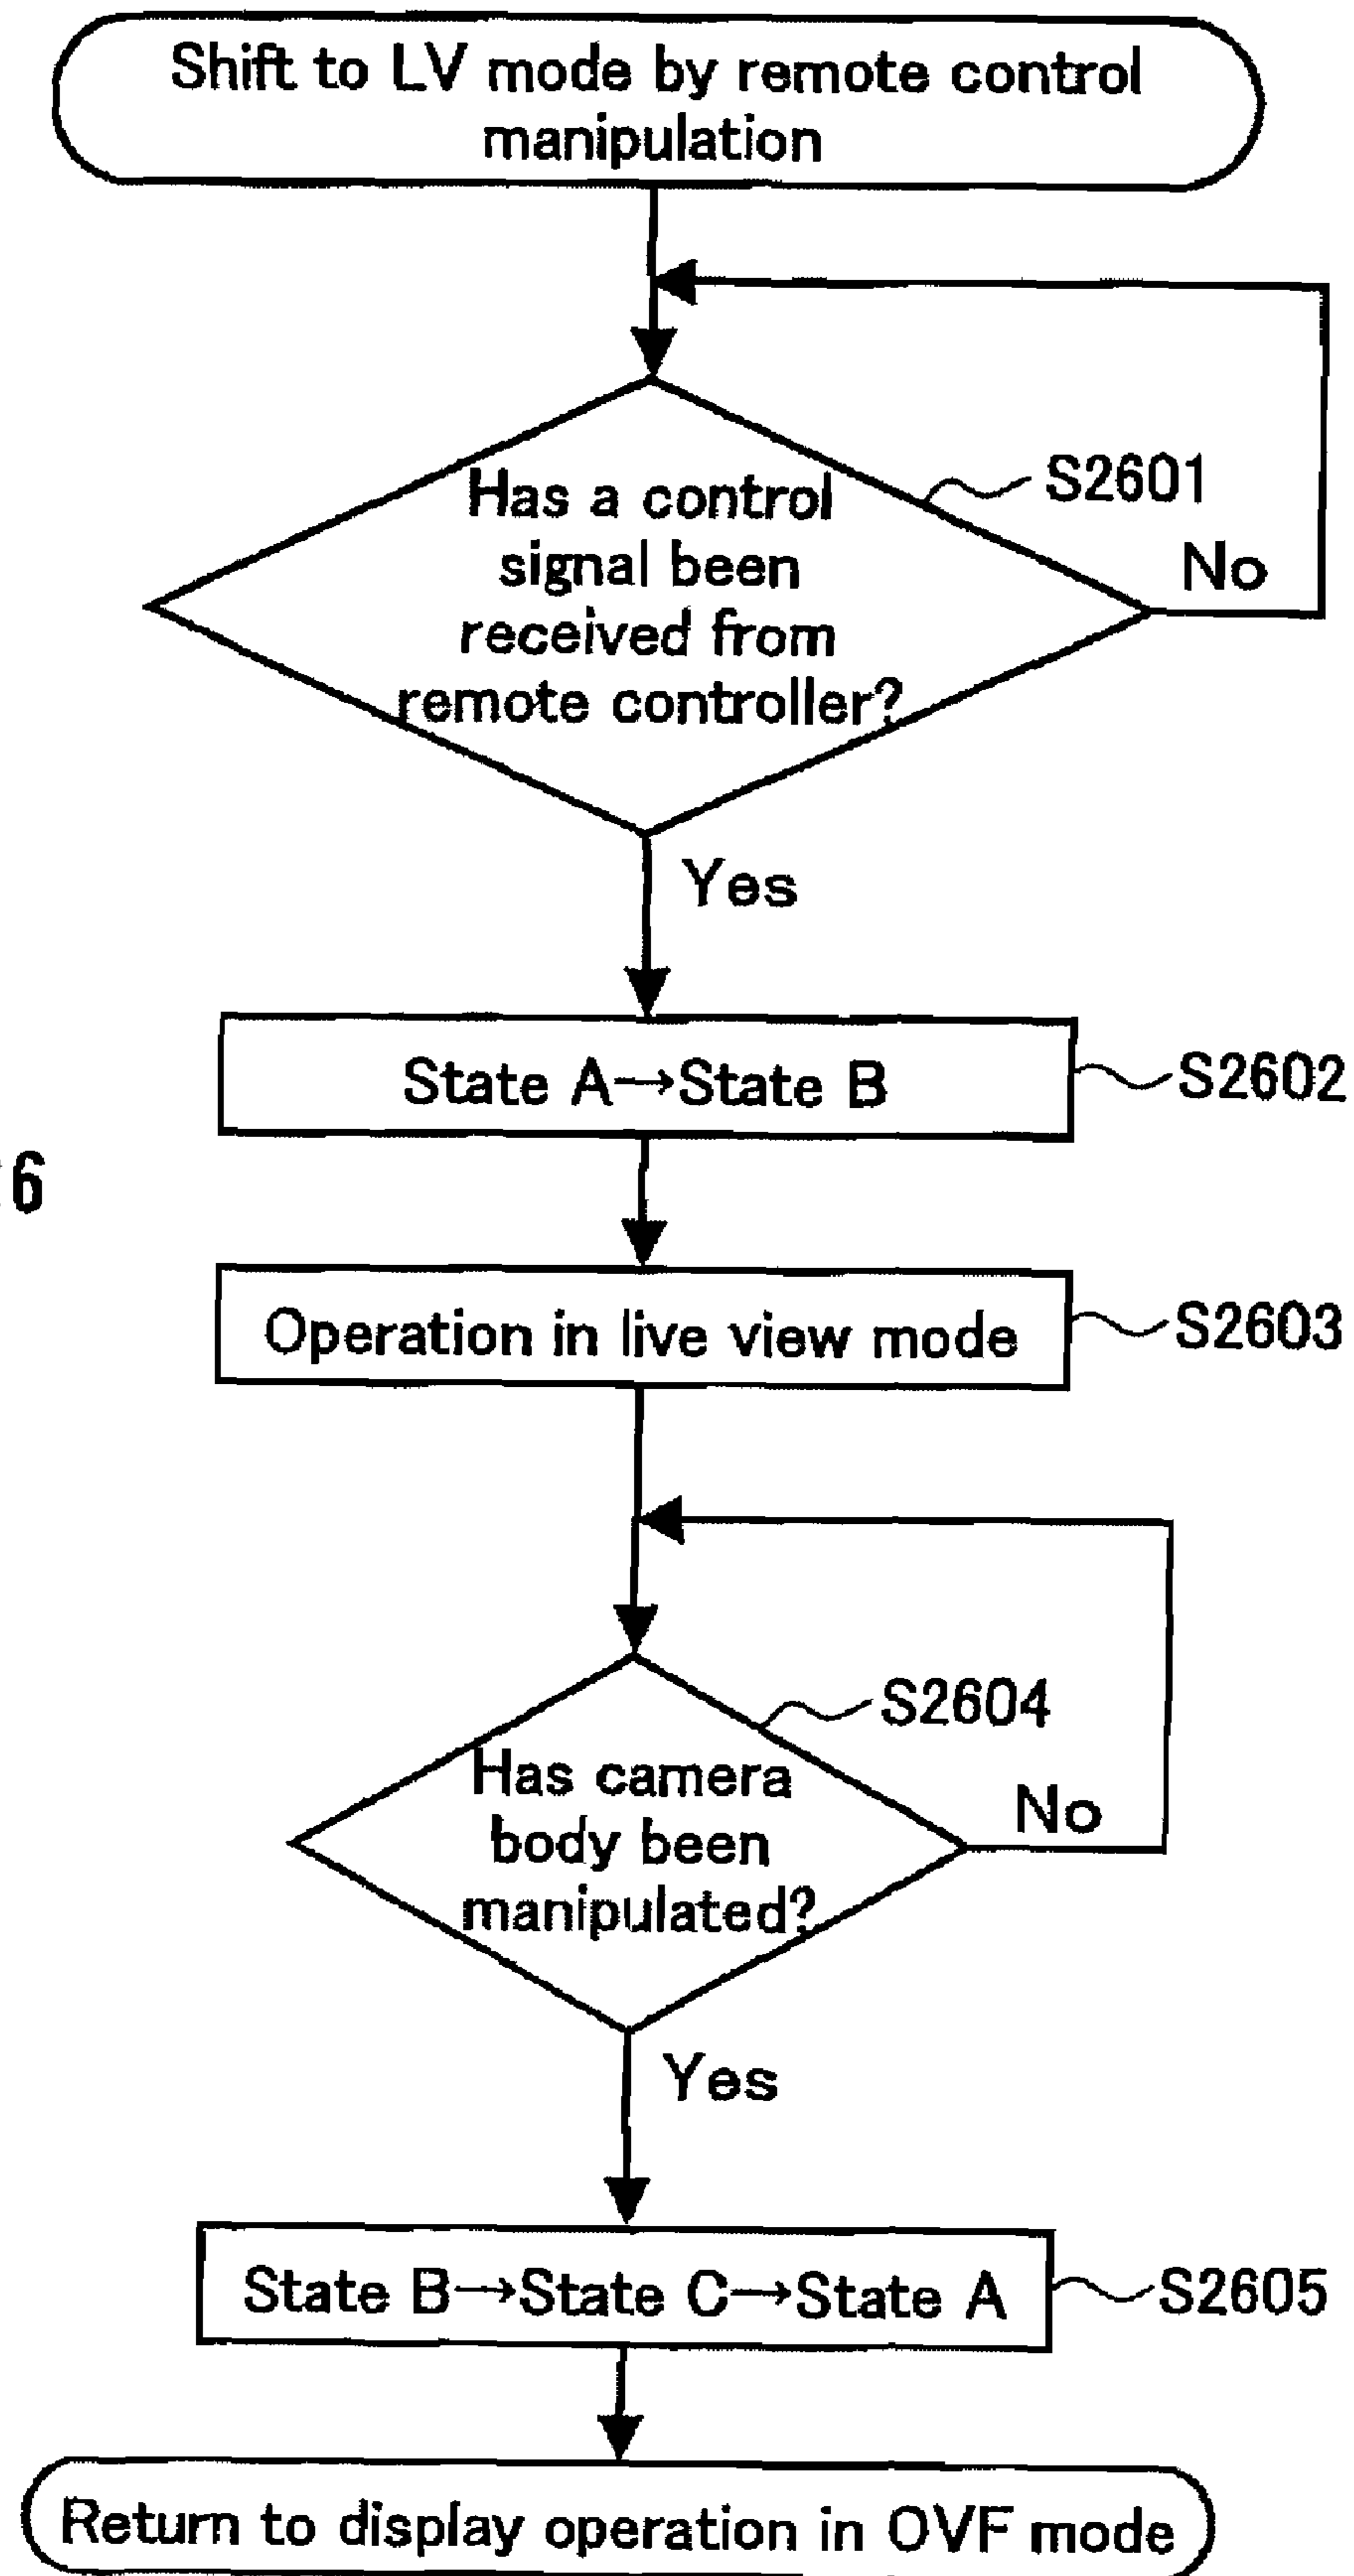 Shift to LV mode by remote control
manipulation
Has a control
signal been
received from
remote controller?
S2601
No
Yes
State A→State B
S2602
6
Operation in live view mode
S2603
Has camera
body been
manipulated?
S2604
No
Yes
State B→State C→State A
S2605
Return to display operation in OVF mode